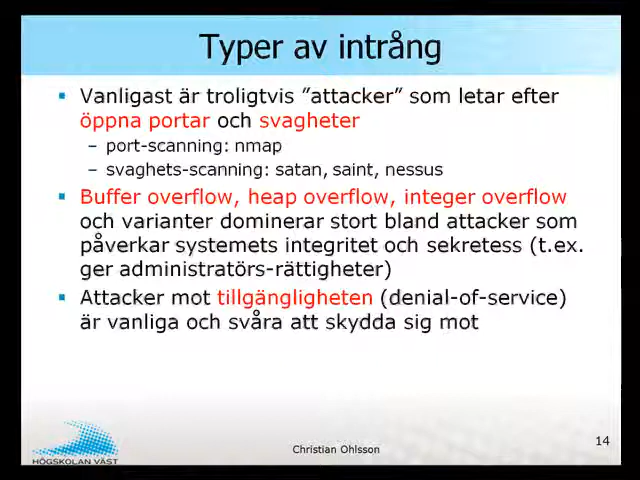 Typer av intrång
Vanligast är troligtvis ”attacker” som letar efter
öppna portar och svagheter
– port-scanning: nmap
– svaghets-scanning: satan, saint, nessus
Buffer overflow, heap overflow, integer overflow
och varianter dominerar stort bland attacker som
påverkar systemets integritet och sekretess (t.ex.
ger administratörs-rättigheter)
Attacker mot tillgängligheten (denial-of-service)
är vanliga och svåra att skydda sig mot
HÖGSKOLAN VÄST
Christian Ohlsson
14